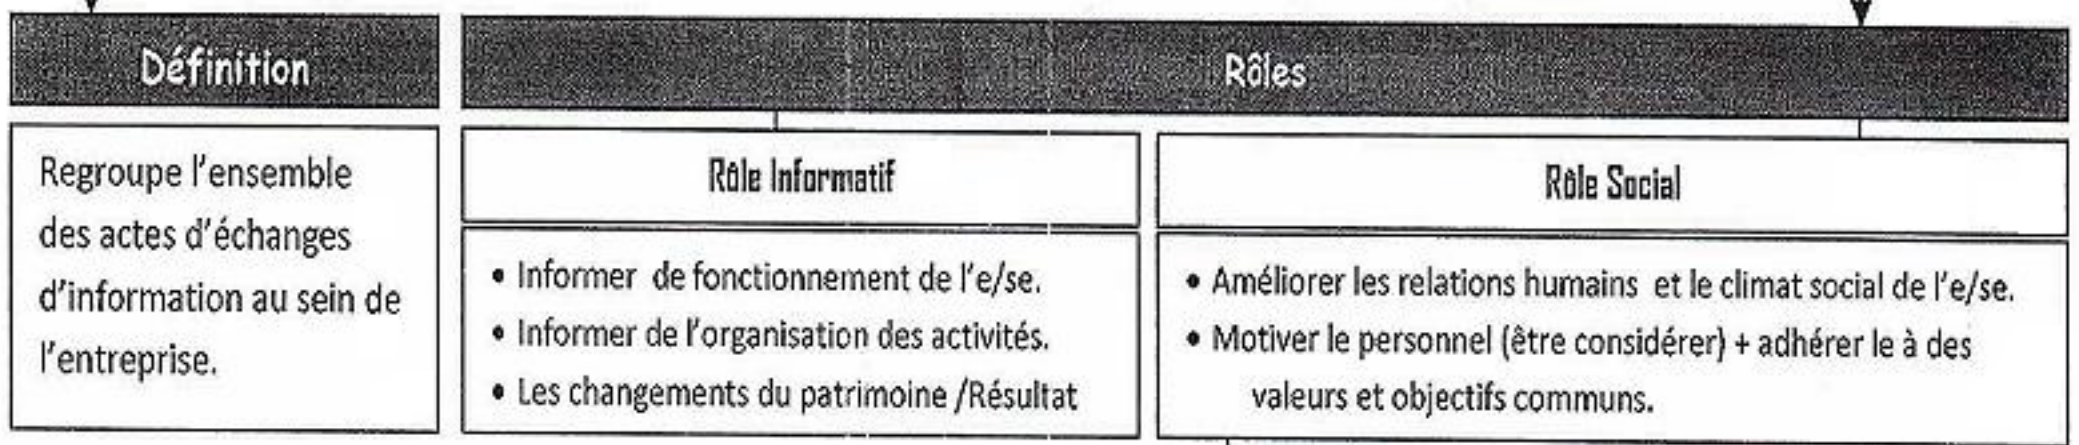 Définition
Rôles
Regroupe l'ensemble
des actes d'échanges
d'information au sein de
l'entreprise.
Rôle Informatif
• Informer de fonctionnement de l'e/se.
• Informer de l'organisation des activités.
• Les changements du patrimoine /Résultat
Rôle Social
• Améliorer les relations humains et le climat social de l'e/se.
• Motiver le personnel (être considérer) + adhérer le à des
valeurs et objectifs communs.